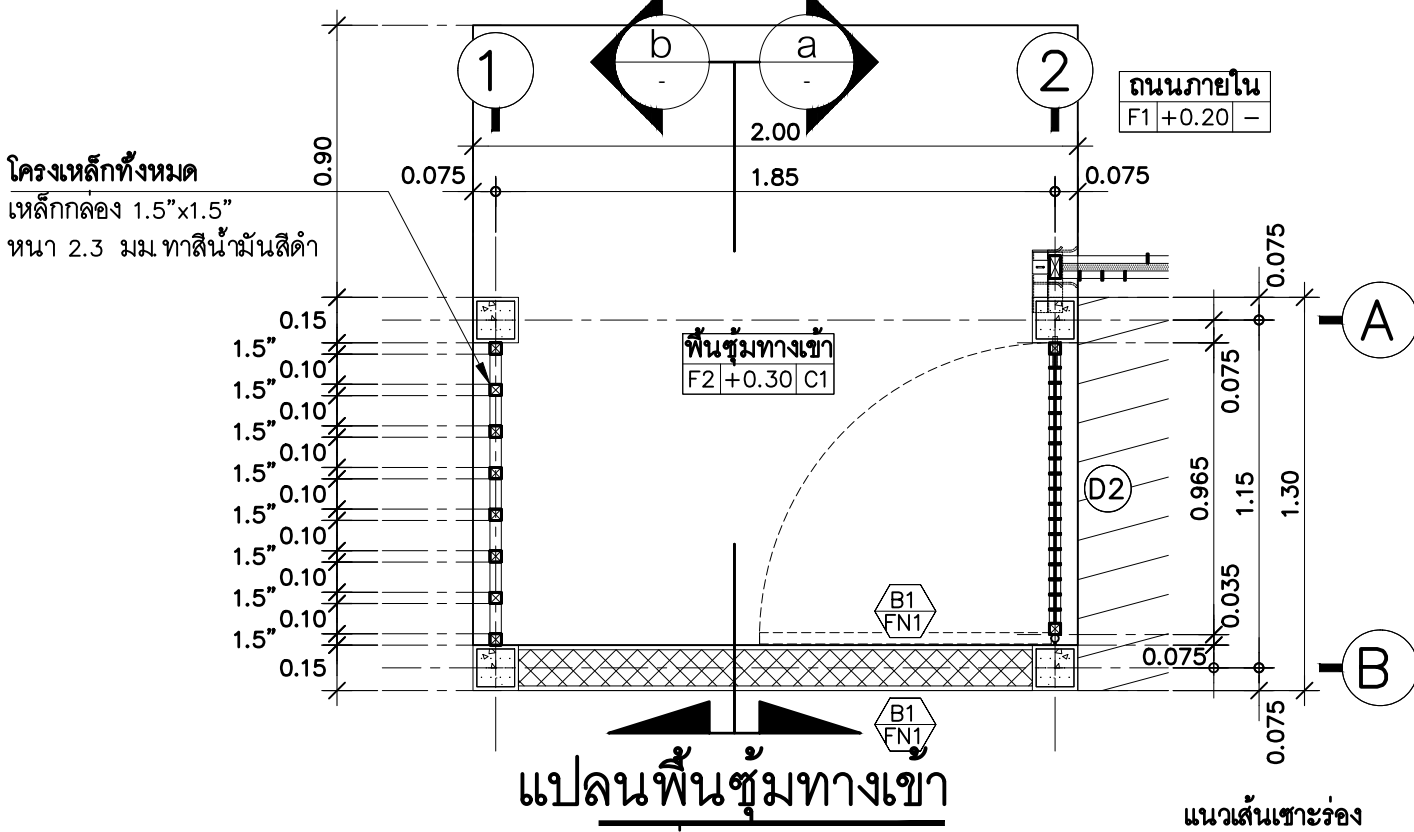 b
a
1
-
-
2
ถนนภายใน
F1 +0.20 -
2.00
0.90
โครงเหล็กทั้งหมด
0.075
1.85
0.075
เหล็กกล่อง 1.5"x1.5"
หนา 2.3 มม. ทาสีน้ำมันสีดำ
0.075
0.15
A
พื้นซุ้มทางเข้า
F2 +0.30 C1
1.5"
0.10
1.5"
0.10
1.5"
0.10
1.5"
0.10
1.5"
0.10
1.5"
0.10
1.5"
0.10
1.5"
0.15
0.075
D2
0.965
1.15
1.30
0.035
B1
FN1
0.075
B
B1
FN1
0.075
แปลนพื้นซุ้มทางเข้า
แนวเส้นเซาะร่อง